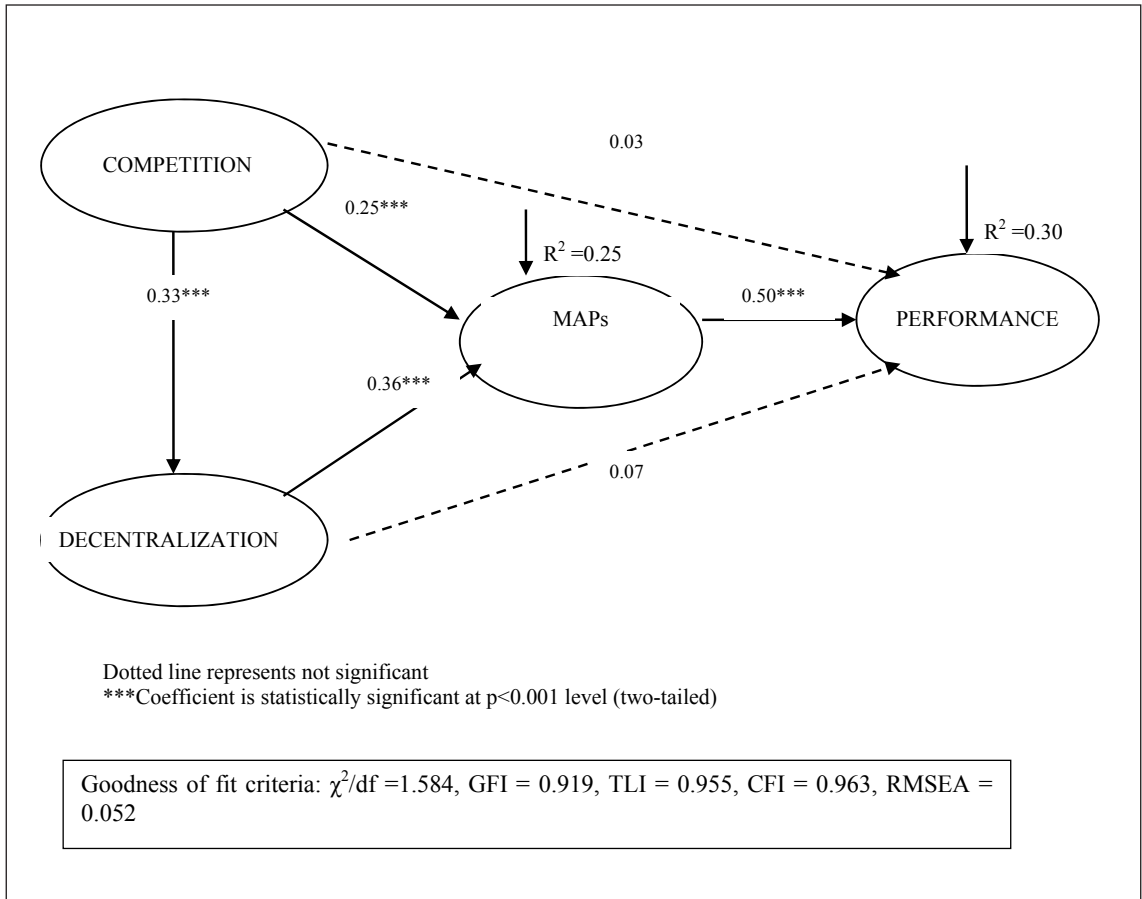 0.03
COMPETITION
0.25***
R² =0.30
R² =0.25
0.33***
0.50***
MAPs
PERFORMANCE
0.36***
0.07
DECENTRALIZATION
Dotted line represents not significant
***Coefficient is statistically significant at p<0.001 level (two-tailed)
Goodness of fit criteria: χ²/df =1.584, GFI = 0.919, TLI = 0.955, CFI = 0.963, RMSEA =
0.052